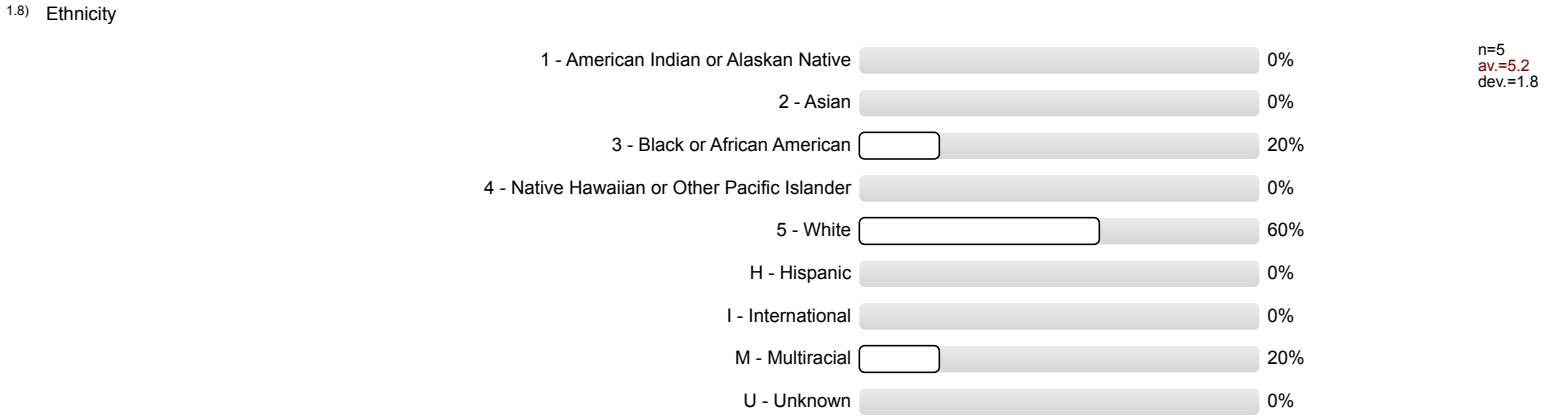 1.8) Ethnicity
1 - American Indian or Alaskan Native 0%
2 - Asian 0%
3 - Black or African American 20%
4 - Native Hawaiian or Other Pacific Islander 0%
5 - White 60%
H - Hispanic 0%
I - International 0%
M - Multiracial 20%
U - Unknown 0%
n=5
av.=5.2
dev.=1.8